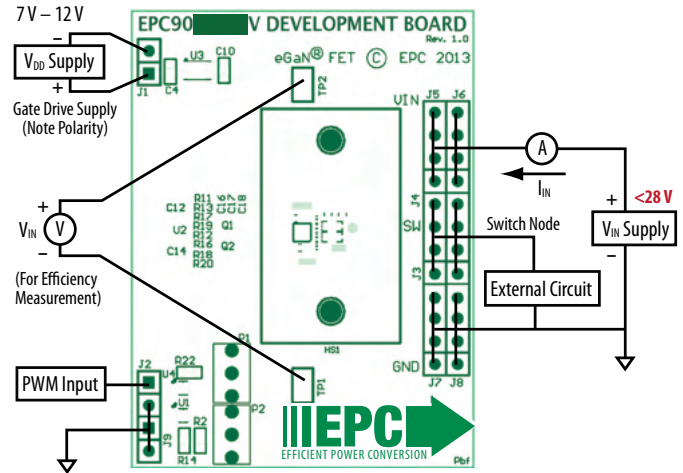 7 V – 12 V
EPC90 V DEVELOPMENT BOARD
Rev. 1.0
eGaN® FET © EPC 2013
–
VDD Supply
+
Gate Drive Supply
(Note Polarity)
J1
C4
U3
C10
TP2
VIN
J5
J6
A
IIN
+
<28 V
VIN Supply
–
J4
SW
J3
Switch Node
External Circuit
GND
J7
J8
+
VIN
V
–
(For Efficiency
Measurement)
C12
U2
C14
R11
R13
R17
R19
R12
R16
R18
R20
C16
C17
C18
Q1
Q2
HS1
J2
PWM Input
U4
R22
U1
J9
R2
R14
P1
P2
TP1
EPC
EFFICIENT POWER CONVERSION
Pbf